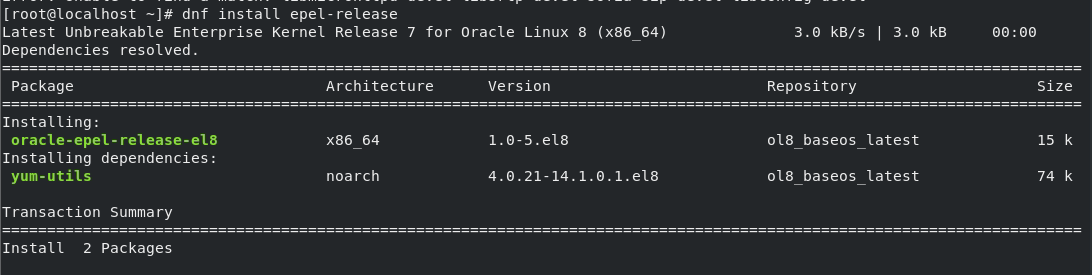 [root@localhost ~]# dnf install epel-release
Latest Unbreakable Enterprise Kernel Release 7 for Oracle Linux 8 (x86_64) 3.0 kB/s | 3.0 kB 00:00
Dependencies resolved.
================================================================================
Package Architecture Version Repository Size
================================================================================
Installing:
oracle-epel-release-el8 x86_64 1.0-5.el8 ol8_baseos_latest 15 k
Installing dependencies:
yum-utils noarch 4.0.21-14.1.0.1.el8 ol8_baseos_latest 74 k
Transaction Summary
================================================================================
Install 2 Packages